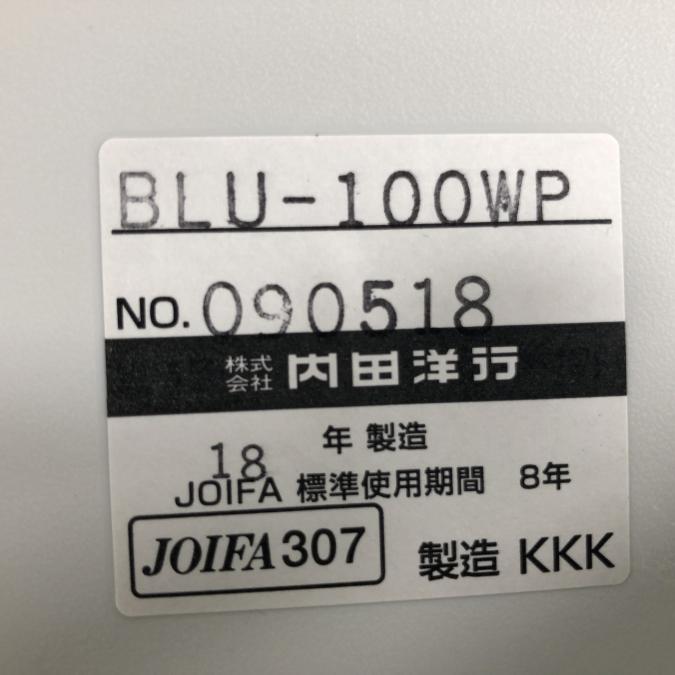 BLU-100WP
NO. 090518
株式会社 内田洋行
18 年 製造
JOIFA 標準使用期間 8年
JOIFA 307 製造 KKK